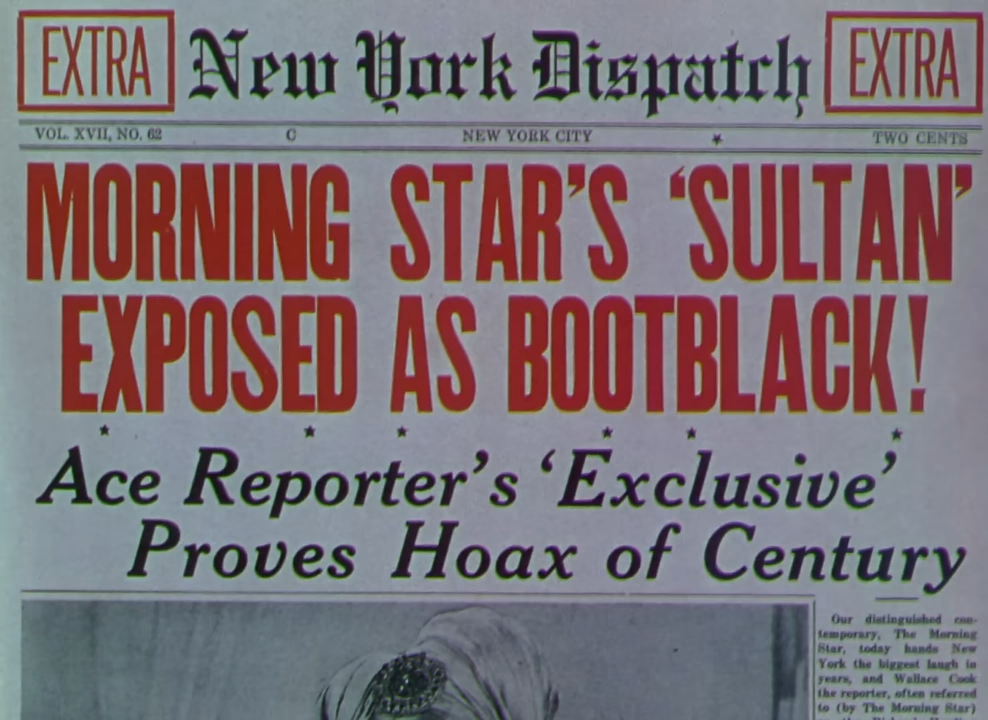 EXTRA New York Dispatch EXTRA
VOL. XVII, NO. 62 C NEW YORK CITY TWO CENTS
MORNING STAR'S 'SULTAN'
EXPOSED AS BOOTBLACK!
Ace Reporter's 'Exclusive'
Proves Hoax of Century
Our distinguished con-
temporary, The Morning
Star, today hands New
York the biggest laugh in
years, and Wallace Cook
the reporter, often referred
to (by The Morning Star)